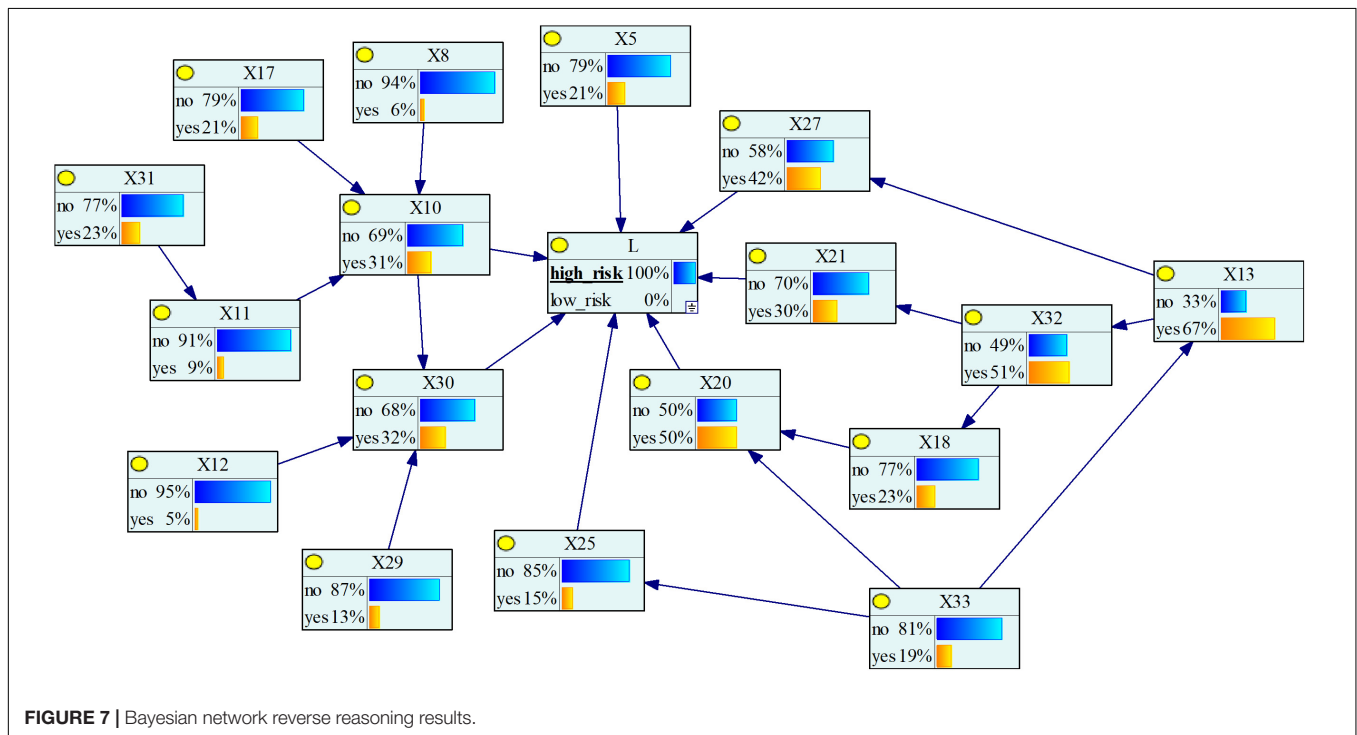 X5
no 79%
yes 21%
X8
no 94%
yes 6%
X17
no 79%
yes 21%
X27
no 58%
yes 42%
X31
no 77%
yes 23%
X10
no 69%
yes 31%
L
high_risk 100%
low_risk 0%
X21
no 70%
yes 30%
X13
no 33%
yes 67%
X11
no 91%
yes 9%
X32
no 49%
yes 51%
X30
no 68%
yes 32%
X20
no 50%
yes 50%
X18
no 77%
yes 23%
X12
no 95%
yes 5%
X25
no 85%
yes 15%
X29
no 87%
yes 13%
X33
no 81%
yes 19%
FIGURE 7 | Bayesian network reverse reasoning results.